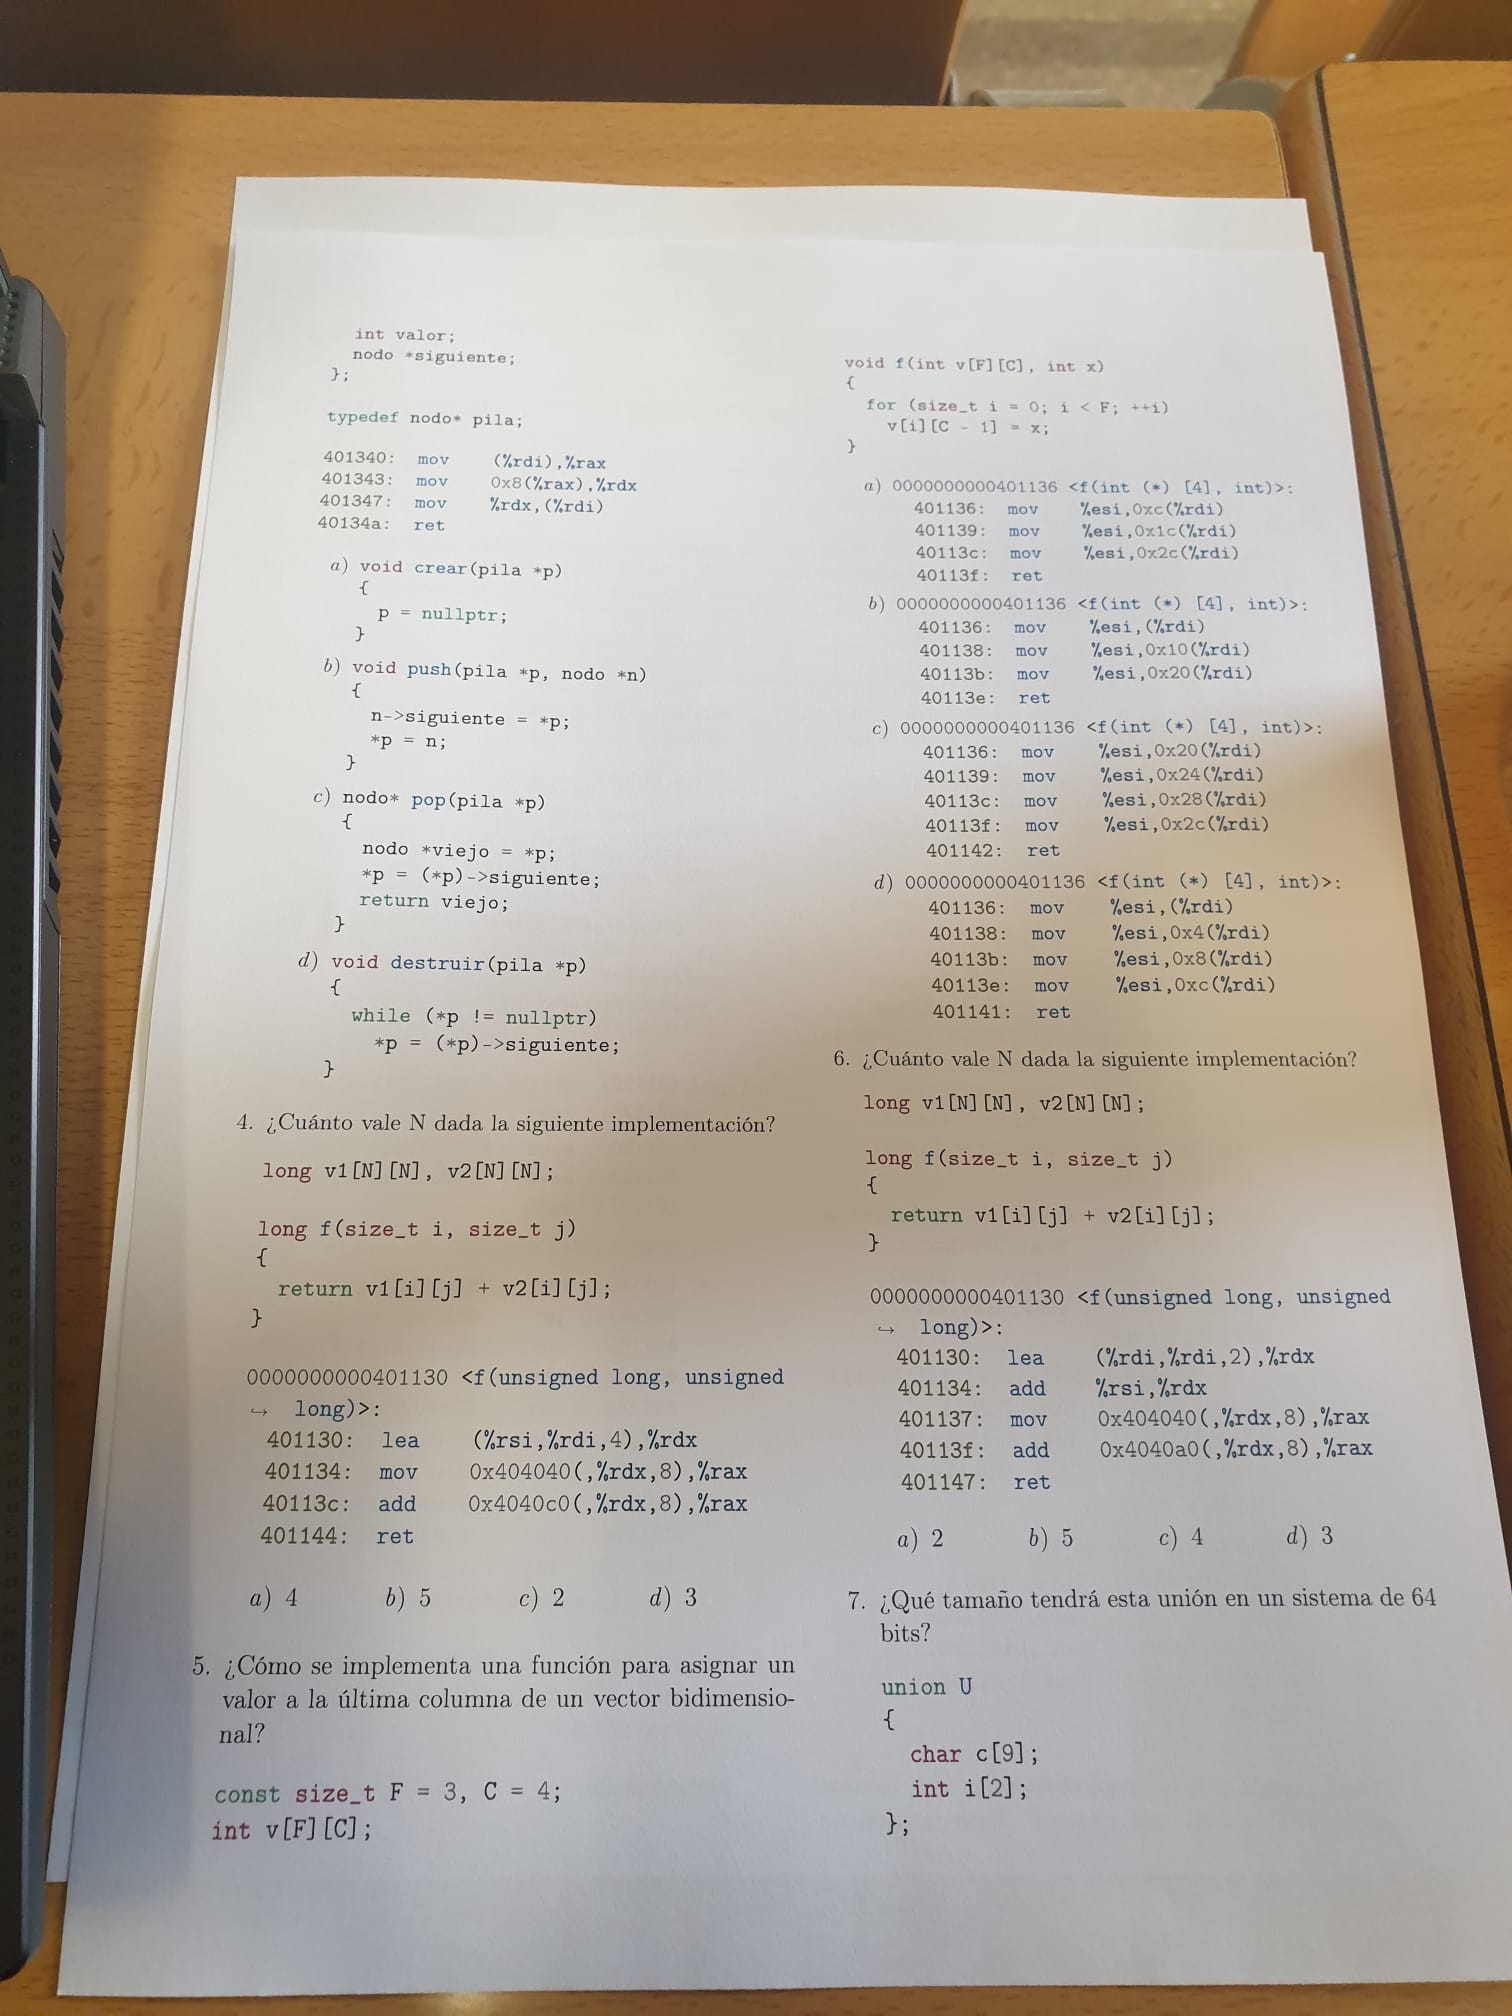 int valor;
nodo *siguiente;
};
typedef nodo* pila;
401340: mov (%rdi),%rax
401343: mov 0x8(%rax),%rdx
401347: mov %rdx,(%rdi)
40134a: ret
a) void crear(pila *p)
{
p = nullptr;
}
b) void push(pila *p, nodo *n)
{
n->siguiente = *p;
*p = n;
}
c) nodo* pop(pila *p)
{
nodo *viejo = *p;
*p = (*p)->siguiente;
return viejo;
}
d) void destruir(pila *p)
{
while (*p != nullptr)
*p = (*p)->siguiente;
}
4. ¿Cuánto vale N dada la siguiente implementación?
long v1[N][N], v2[N][N];
long f(size_t i, size_t j)
{
return v1[i][j] + v2[i][j];
}
0000000000401130 <f(unsigned long, unsigned
↪ long)>:
401130: lea (%rsi,%rdi,4),%rdx
401134: mov 0x404040(,%rdx,8),%rax
40113c: add 0x4040c0(,%rdx,8),%rax
401144: ret
a) 4 b) 5 c) 2 d) 3
5. ¿Cómo se implementa una función para asignar un
valor a la última columna de un vector bidimensio-
nal?
const size_t F = 3, C = 4;
int v[F][C];
void f(int v[F][C], int x)
{
for (size_t i = 0; i < F; ++i)
v[i][C - 1] = x;
}
a) 0000000000401136 <f(int (*) [4], int)>:
401136: mov %esi,0xc(%rdi)
401139: mov %esi,0x1c(%rdi)
40113c: mov %esi,0x2c(%rdi)
40113f: ret
b) 0000000000401136 <f(int (*) [4], int)>:
401136: mov %esi,(%rdi)
401138: mov %esi,0x10(%rdi)
40113b: mov %esi,0x20(%rdi)
40113e: ret
c) 0000000000401136 <f(int (*) [4], int)>:
401136: mov %esi,0x20(%rdi)
401139: mov %esi,0x24(%rdi)
40113c: mov %esi,0x28(%rdi)
40113f: mov %esi,0x2c(%rdi)
401142: ret
d) 0000000000401136 <f(int (*) [4], int)>:
401136: mov %esi,(%rdi)
401138: mov %esi,0x4(%rdi)
40113b: mov %esi,0x8(%rdi)
40113e: mov %esi,0xc(%rdi)
401141: ret
6. ¿Cuánto vale N dada la siguiente implementación?
long v1[N][N], v2[N][N];
long f(size_t i, size_t j)
{
return v1[i][j] + v2[i][j];
}
0000000000401130 <f(unsigned long, unsigned
↪ long)>:
401130: lea (%rdi,%rdi,2),%rdx
401134: add %rsi,%rdx
401137: mov 0x404040(,%rdx,8),%rax
40113f: add 0x4040a0(,%rdx,8),%rax
401147: ret
a) 2 b) 5 c) 4 d) 3
7. ¿Qué tamaño tendrá esta unión en un sistema de 64
bits?
union U
{
char c[9];
int i[2];
};